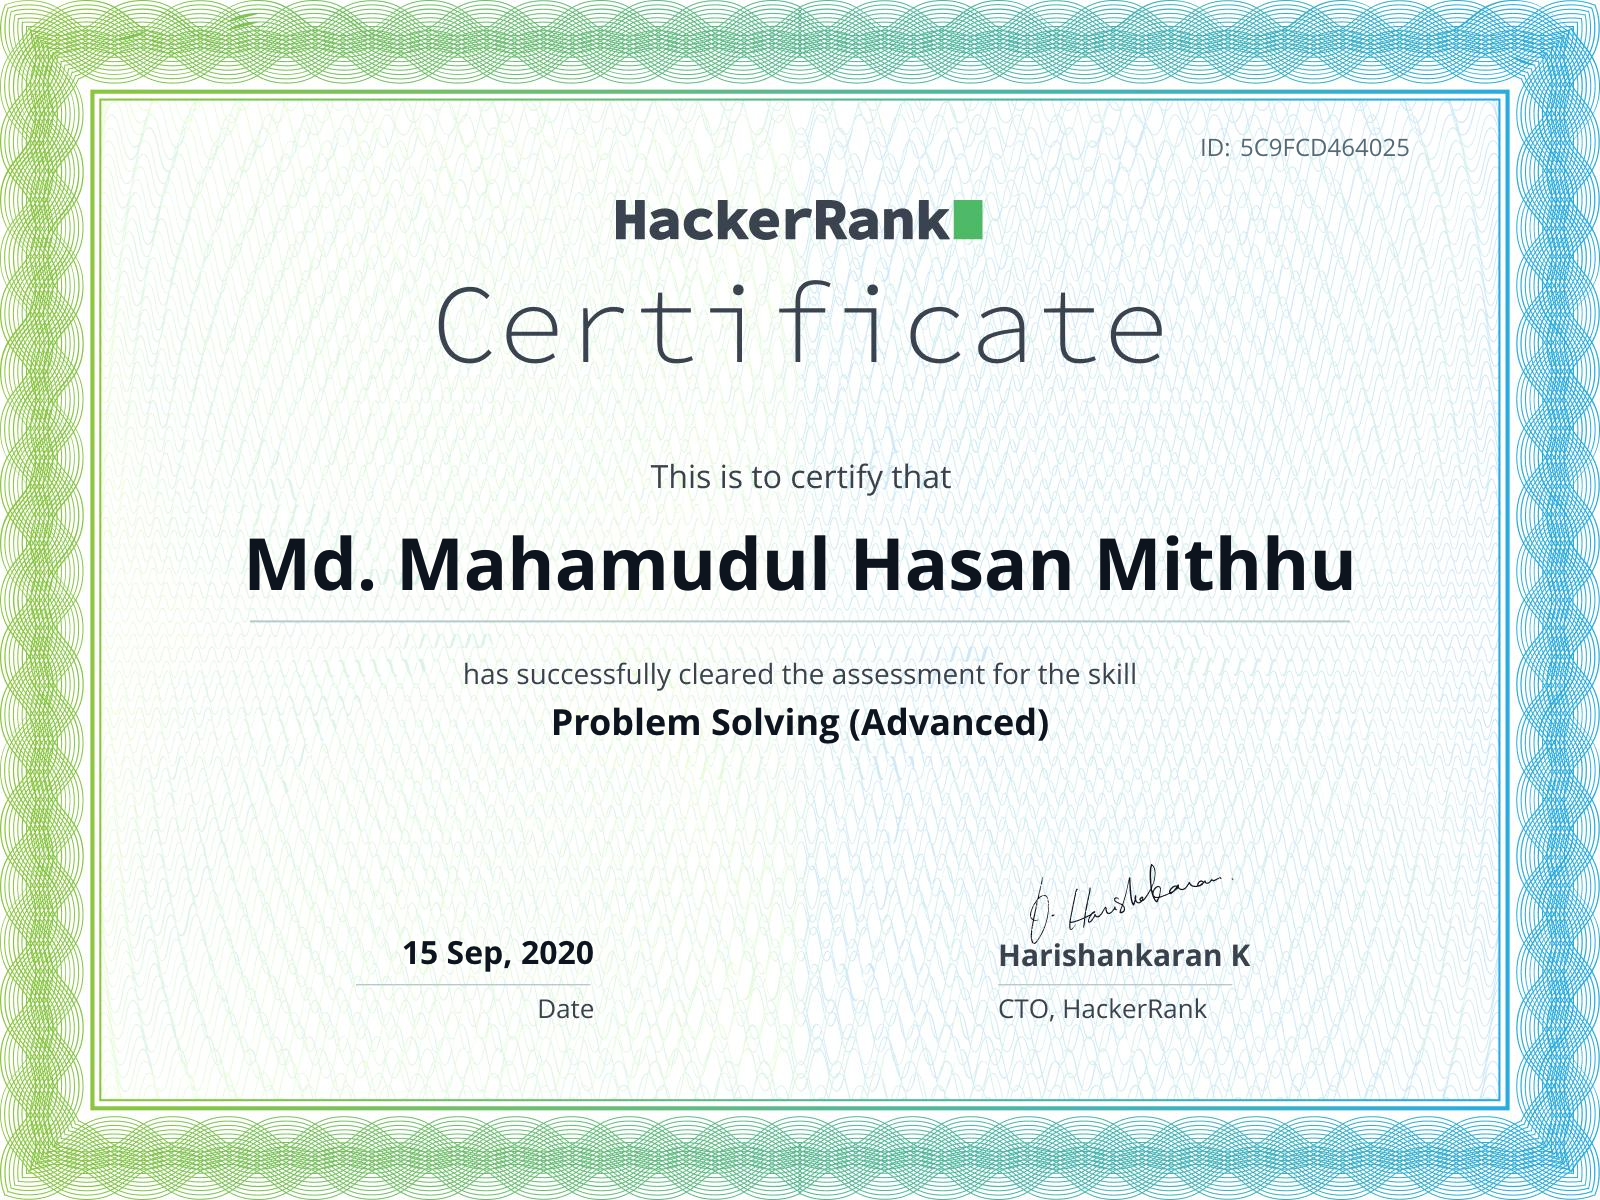 ID: 5C9FCD464025
HackerRank
Certificate
This is to certify that
Md. Mahamudul Hasan Mithhu
has successfully cleared the assessment for the skill
Problem Solving (Advanced)
D. Harishankaran
15 Sep, 2020
Harishankaran K
Date
CTO, HackerRank